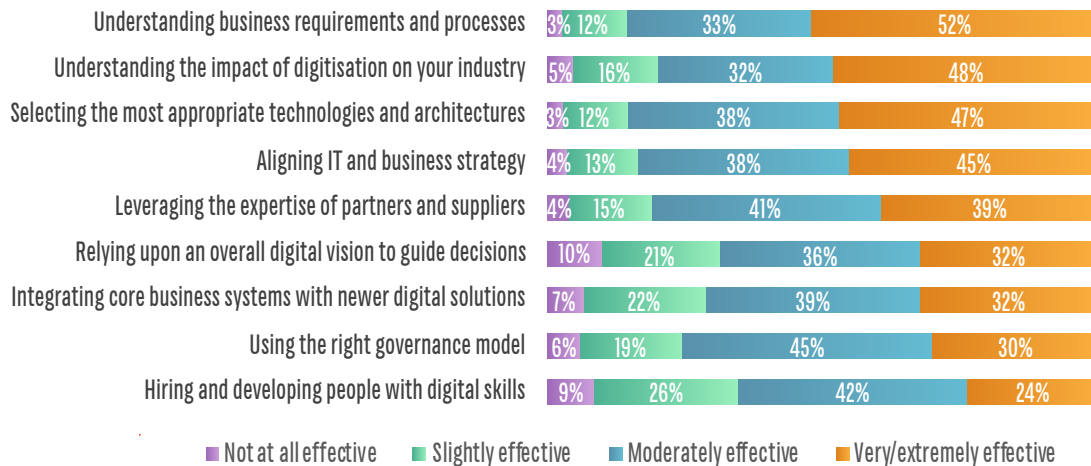 Understanding business requirements and processes 3% 12% 33% 52%
Understanding the impact of digitisation on your industry 5% 16% 32% 48%
Selecting the most appropriate technologies and architectures 3% 12% 38% 47%
Aligning IT and business strategy 4% 13% 38% 45%
Leveraging the expertise of partners and suppliers 4% 15% 41% 39%
Relying upon an overall digital vision to guide decisions 10% 21% 36% 32%
Integrating core business systems with newer digital solutions 7% 22% 39% 32%
Using the right governance model 6% 19% 45% 30%
Hiring and developing people with digital skills 9% 26% 42% 24%
Not at all effective Slightly effective Moderately effective Very/extremely effective